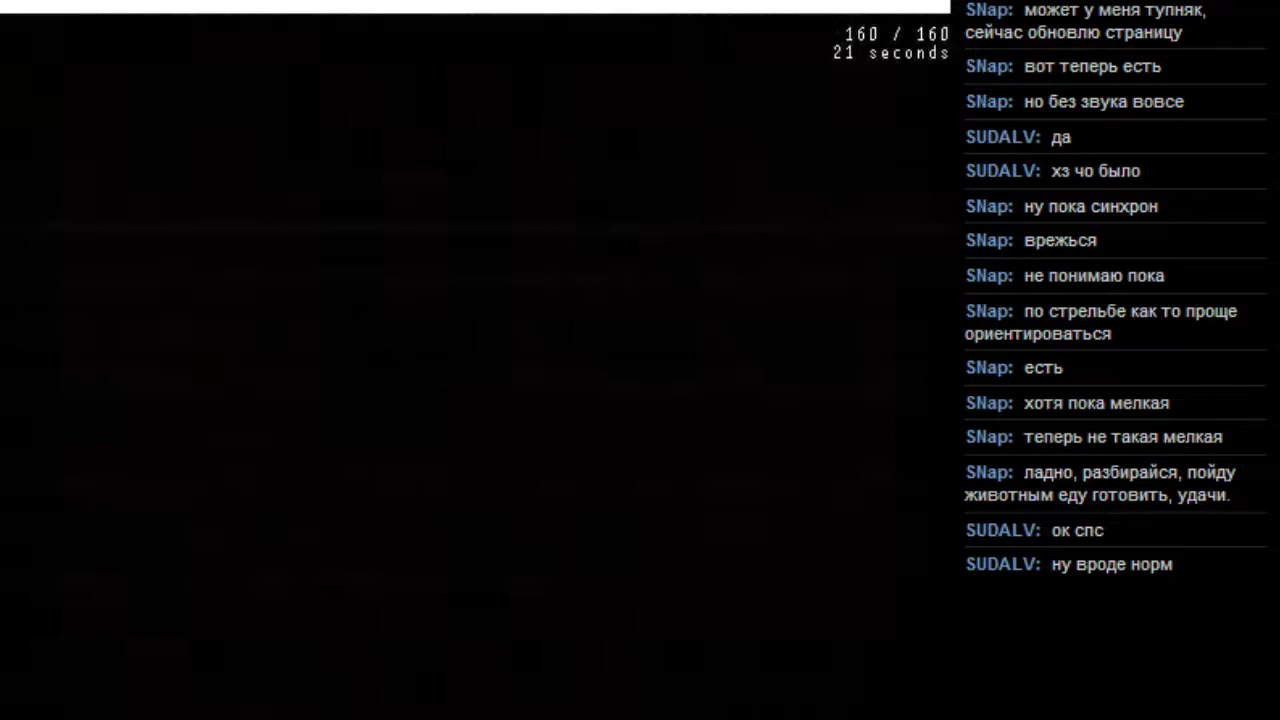 160 / 160
21 seconds
SNap: может у меня тупняк,
сейчас обновлю страницу
SNap: вот теперь есть
SNap: но без звука вовсе
SUDALV: да
SUDALV: хз чо было
SNap: ну пока синхрон
SNap: врежься
SNap: не понимаю пока
SNap: по стрельбе как то проще
ориентироваться
SNap: есть
SNap: хотя пока мелкая
SNap: теперь не такая мелкая
SNap: ладно, разбирайся, пойду
животным еду готовить, удачи.
SUDALV: ок спс
SUDALV: ну вроде норм